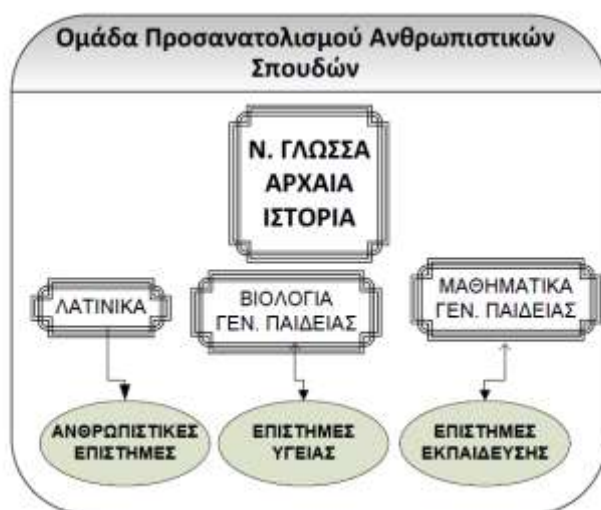 Ομάδα Προσανατολισμού Ανθρωπιστικών
Σπουδών
Ν. ΓΛΩΣΣΑ
ΑΡΧΑΙΑ
ΙΣΤΟΡΙΑ
ΛΑΤΙΝΙΚΑ
ΒΙΟΛΟΓΙΑ
ΓΕΝ. ΠΑΙΔΕΙΑΣ
ΜΑΘΗΜΑΤΙΚΑ
ΓΕΝ. ΠΑΙΔΕΙΑΣ
ΑΝΘΡΩΠΙΣΤΙΚΕΣ
ΕΠΙΣΤΗΜΕΣ
ΕΠΙΣΤΗΜΕΣ
ΥΓΕΙΑΣ
ΕΠΙΣΤΗΜΕΣ
ΕΚΠΑΙΔΕΥΣΗΣ